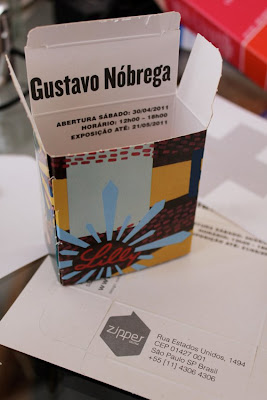 Gustavo Nóbrega
ABERTURA SÁBADO: 30/04/2011
HORÁRIO: 12h00 – 18h00
EXPOSIÇÃO ATÉ: 21/05/2011
Lilly
zipper
Rua Estados Unidos, 1494
CEP 01427 001
São Paulo SP Brasil
+55 [11] 4306 4306